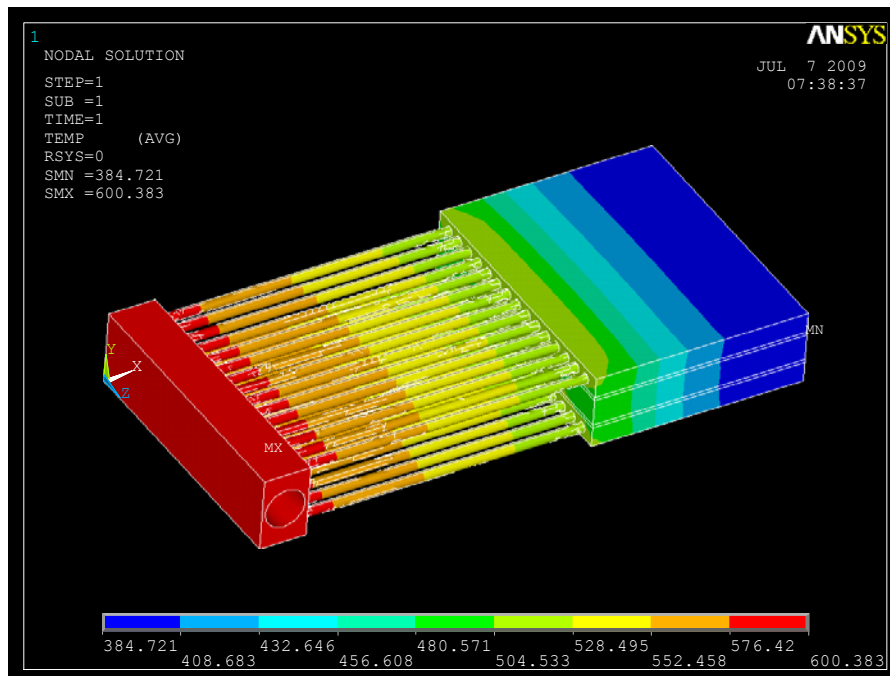 1
ANSYS
NODAL SOLUTION
JUL 7 2009
07:38:37
STEP=1
SUB =1
TIME=1
TEMP (AVG)
RSYS=0
SMN =384.721
SMX =600.383
MN
Y
X
Z
MX
384.721 432.646 480.571 528.495 576.42
408.683 456.608 504.533 552.458 600.383